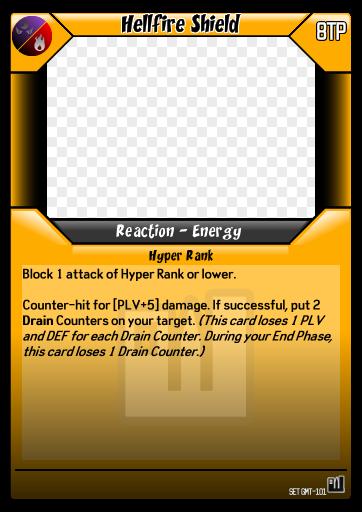 Hellfire Shield
8TP
Reaction - Energy
Hyper Rank
Block 1 attack of Hyper Rank or lower.
Counter-hit for [PLV+5] damage. If successful, put 2
Drain Counters on your target. (This card loses 1 PLV
and DEF for each Drain Counter. During your End Phase,
this card loses 1 Drain Counter.)
SET GMT-101